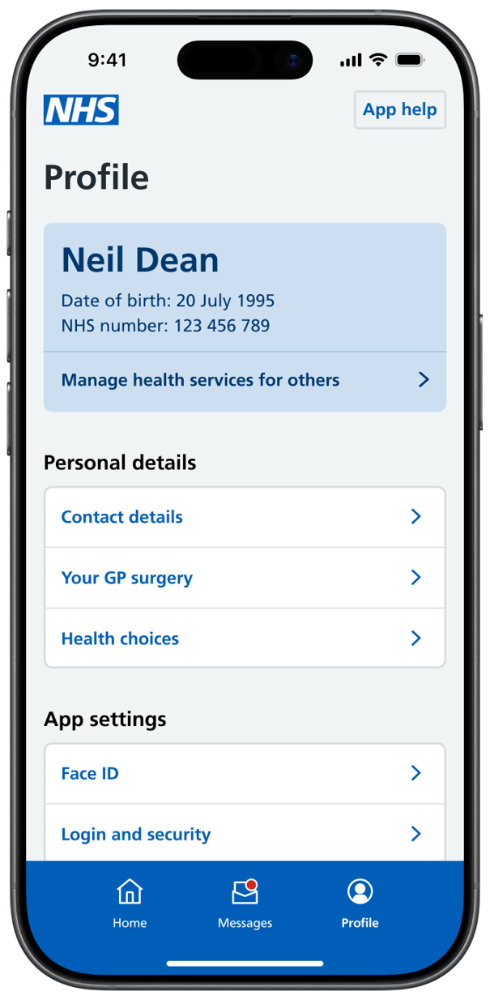 9:41
NHS
App help
Profile
Neil Dean
Date of birth: 20 July 1995
NHS number: 123 456 789
Manage health services for others
Personal details
Contact details
Your GP surgery
Health choices
App settings
Face ID
Login and security
Home
Messages
Profile